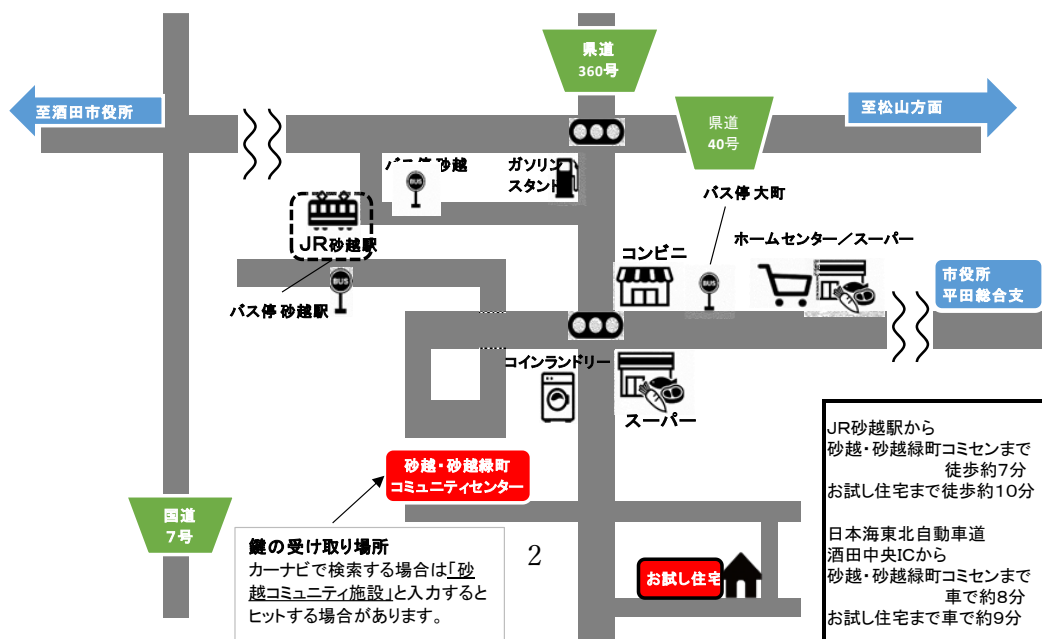 県道
360号
至酒田市役所
至松山方面
県道
40号
バス停 砂越
ガソリン
スタンド
バス停 大町
JR砂越駅
コンビニ
ホームセンター／スーパー
BUS
BUS
BUS
バス停 砂越駅
市役所
平田総合支
コインランドリー
スーパー
砂越・砂越緑町
コミュニティセンター
国道
7号
鍵の受け取り場所
カーナビで検索する場合は「砂
越コミュニティ施設」と入力すると
ヒットする場合があります。
2
お試し住宅
JR砂越駅から
砂越・砂越緑町コミセンまで
徒歩約7分
お試し住宅まで徒歩約10分
日本海東北自動車道
酒田中央ICから
砂越・砂越緑町コミセンまで
車で約8分
お試し住宅まで車で約9分